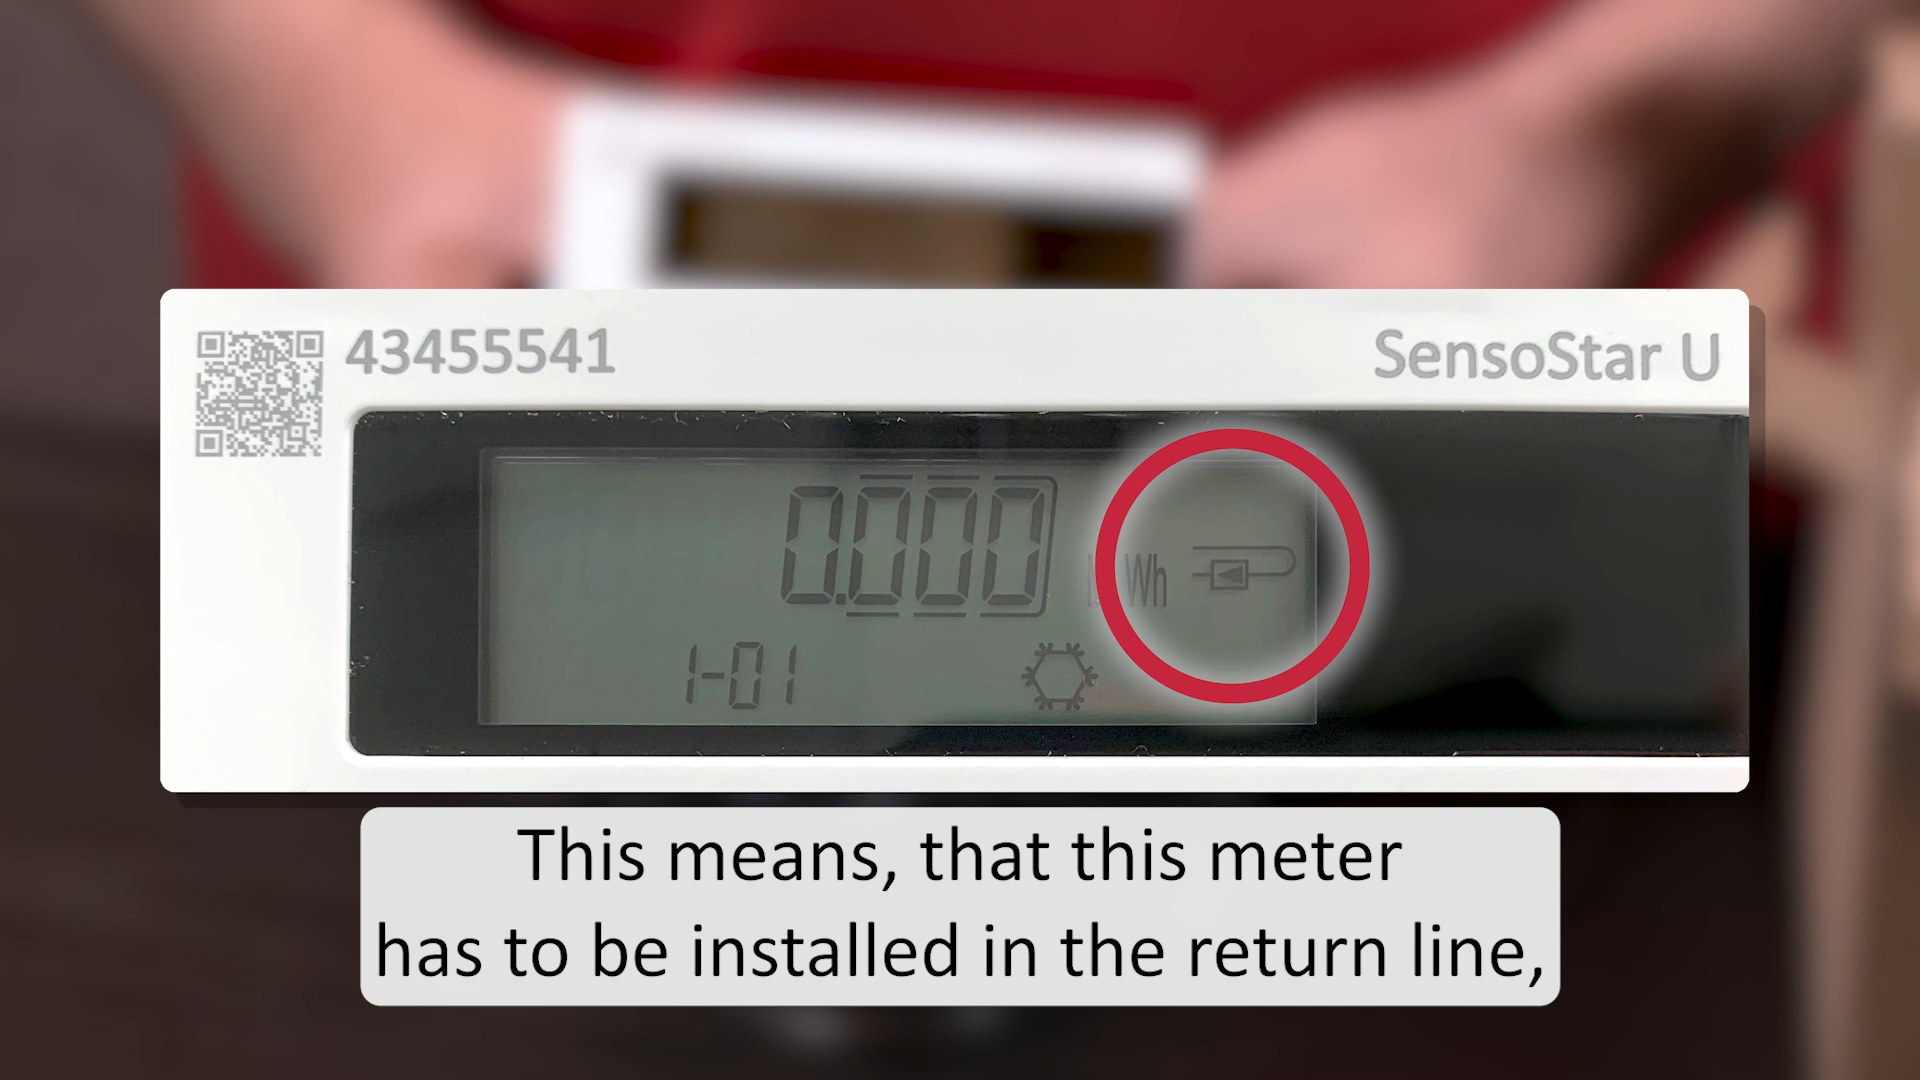 43455541
SensoStar U
0.000
Wh
1-01
This means, that this meter
has to be installed in the return line,